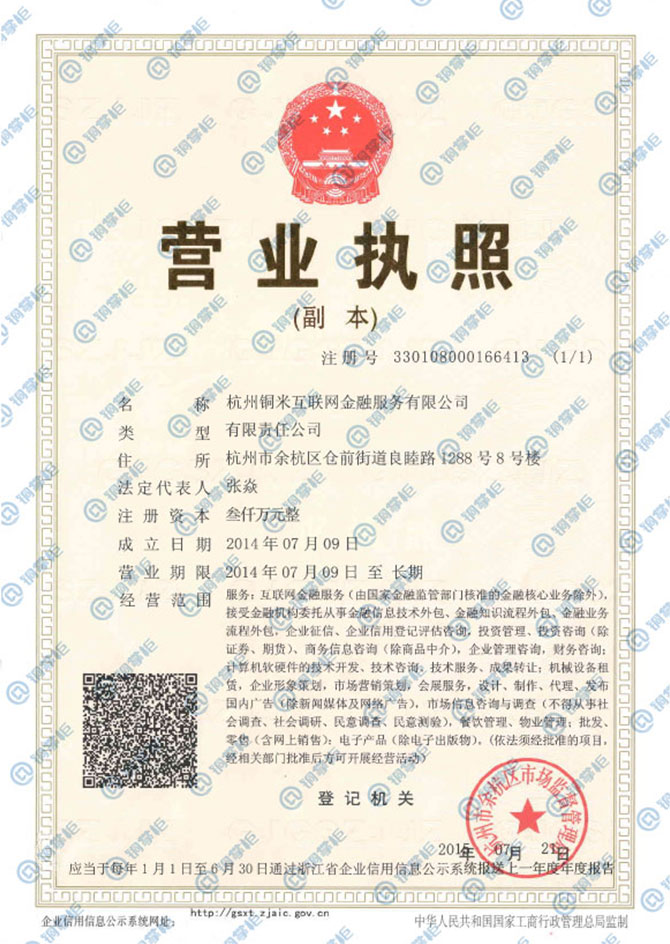 营业执照
(副 本)
注册号 330108000166413 (1/1)
名称 杭州铜米互联网金融服务有限公司
类型 有限责任公司
住所 杭州市余杭区仓前街道良睦路1288号8号楼
法定代表人 张焱
注册资本 叁仟万元整
成立日期 2014年07月09日
营业期限 2014年07月09日 至 长期
经营范围 服务:互联网金融服务(由国家金融监管部门核准的金融核心业务除外),
接受金融机构委托从事金融信息技术外包、金融知识流程外包、金融业务
流程外包,企业征信、企业信用登记评估咨询,投资管理、投资咨询(除
证券、期货)、商务信息咨询(除商品中介),企业管理咨询,财务咨询;
计算机软硬件的技术开发、技术咨询;技术服务、成果转让;机械设备租
赁,企业形象策划,市场营销策划,会展服务,设计、制作、代理、发布
国内广告(除新闻媒体及网络广告),市场信息咨询与调查(不得从事社
会调查、社会调研、民意调查、民意测验),餐饮管理、物业管理;批发、
零售(含网上销售):电子产品(除电子出版物),(依法须经批准的项目,
经相关部门批准后方可开展经营活动)
登记机关
杭州市余杭区市场监督管理局
2015年07月23日
应当于每年1月1日至6月30日通过浙江省企业信用信息公示系统报送上一年度年度报告
企业信用信息公示系统网址: http://gsxt.zjaic.gov.cn
中华人民共和国国家工商行政管理总局监制
铜掌柜